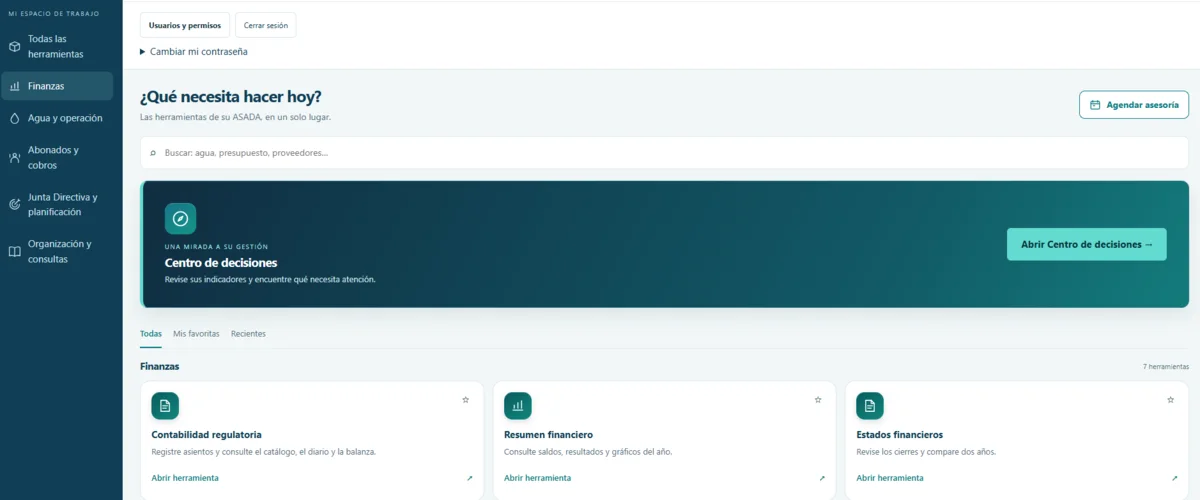 MI ESPACIO DE TRABAJO
Todas las
herramientas
Finanzas
Agua y operación
Abonados y
cobros
Junta Directiva y
planificación
Organización y
consultas
Usuarios y permisos
Cerrar sesión
Cambiar mi contraseña
¿Qué necesita hacer hoy?
Las herramientas de su ASADA, en un solo lugar.
Agendar asesoría
Buscar: agua, presupuesto, proveedores...
UNA MIRADA A SU GESTIÓN
Centro de decisiones
Revise sus indicadores y encuentre qué necesita atención.
Abrir Centro de decisiones →
Todas
Mis favoritas
Recientes
Finanzas
7 herramientas
Contabilidad regulatoria
Registre asientos y consulte el catálogo, el diario y la balanza.
Abrir herramienta ↗
Resumen financiero
Consulte saldos, resultados y gráficos del año.
Abrir herramienta ↗
Estados financieros
Revise los cierres y compare dos años.
Abrir herramienta ↗